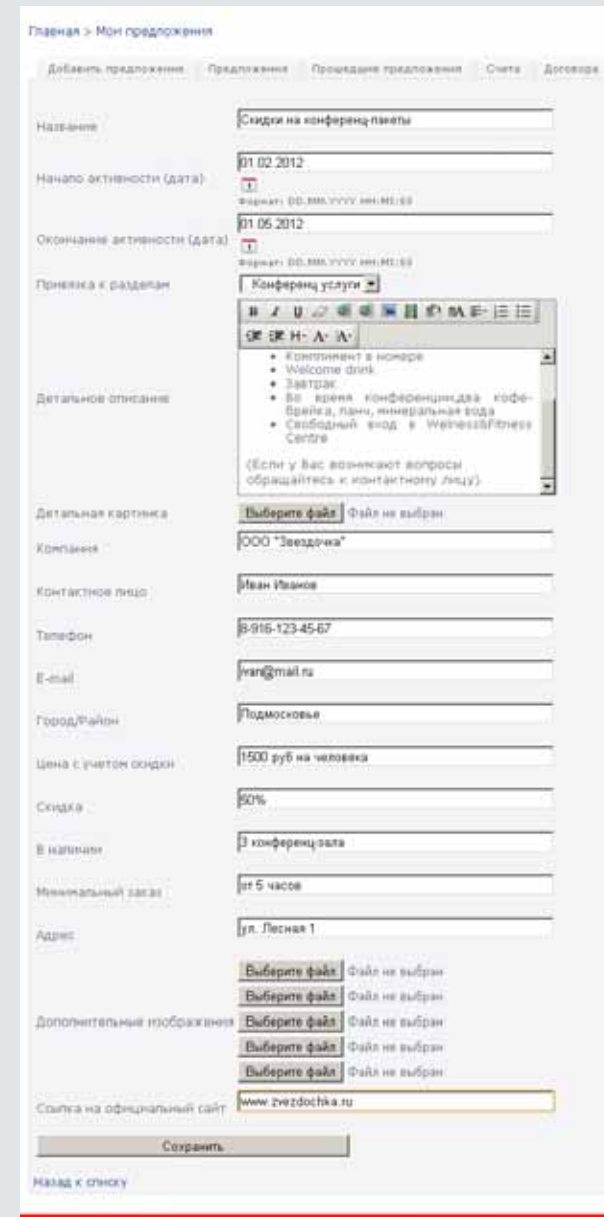 Главная > Мои предложения
Добавить предложение Предложения Прошедшие предложения Счета Договора
Название Скидки на конференц-пакеты
Начало активности (дата) 01.02.2012
Формат: DD.MM.YYYY HH:MI:SS
Окончание активности (дата) 01.05.2012
Формат: DD.MM.YYYY HH:MI:SS
Привязка к разделам Конференц услуги
Детальное описание
Комплимент в номере
Welcome drink
Завтрак
Во время конференции,два кофе-
брейка, ланч, минеральная вода
Свободный вход в Welness&Fitness
Centre
(Если у Вас возникают вопросы
обращайтесь к контактному лицу)
Детальная картинка Выберите файл Файл не выбран
Компания ООО "Звездочка"
Контактное лицо Иван Иванов
Телефон 8-916-123-45-67
E-mail ivan@mail.ru
Город/Район Подмосковье
Цена с учетом скидки 1500 руб на человека
Скидка 50%
В наличии 3 конференц-зала
Минимальный заказ от 5 часов
Адрес ул. Лесная 1
Дополнительные изображения
Выберите файл Файл не выбран
Выберите файл Файл не выбран
Выберите файл Файл не выбран
Выберите файл Файл не выбран
Выберите файл Файл не выбран
Ссылка на официальный сайт www.zvezdochka.ru
Сохранить
Назад к списку